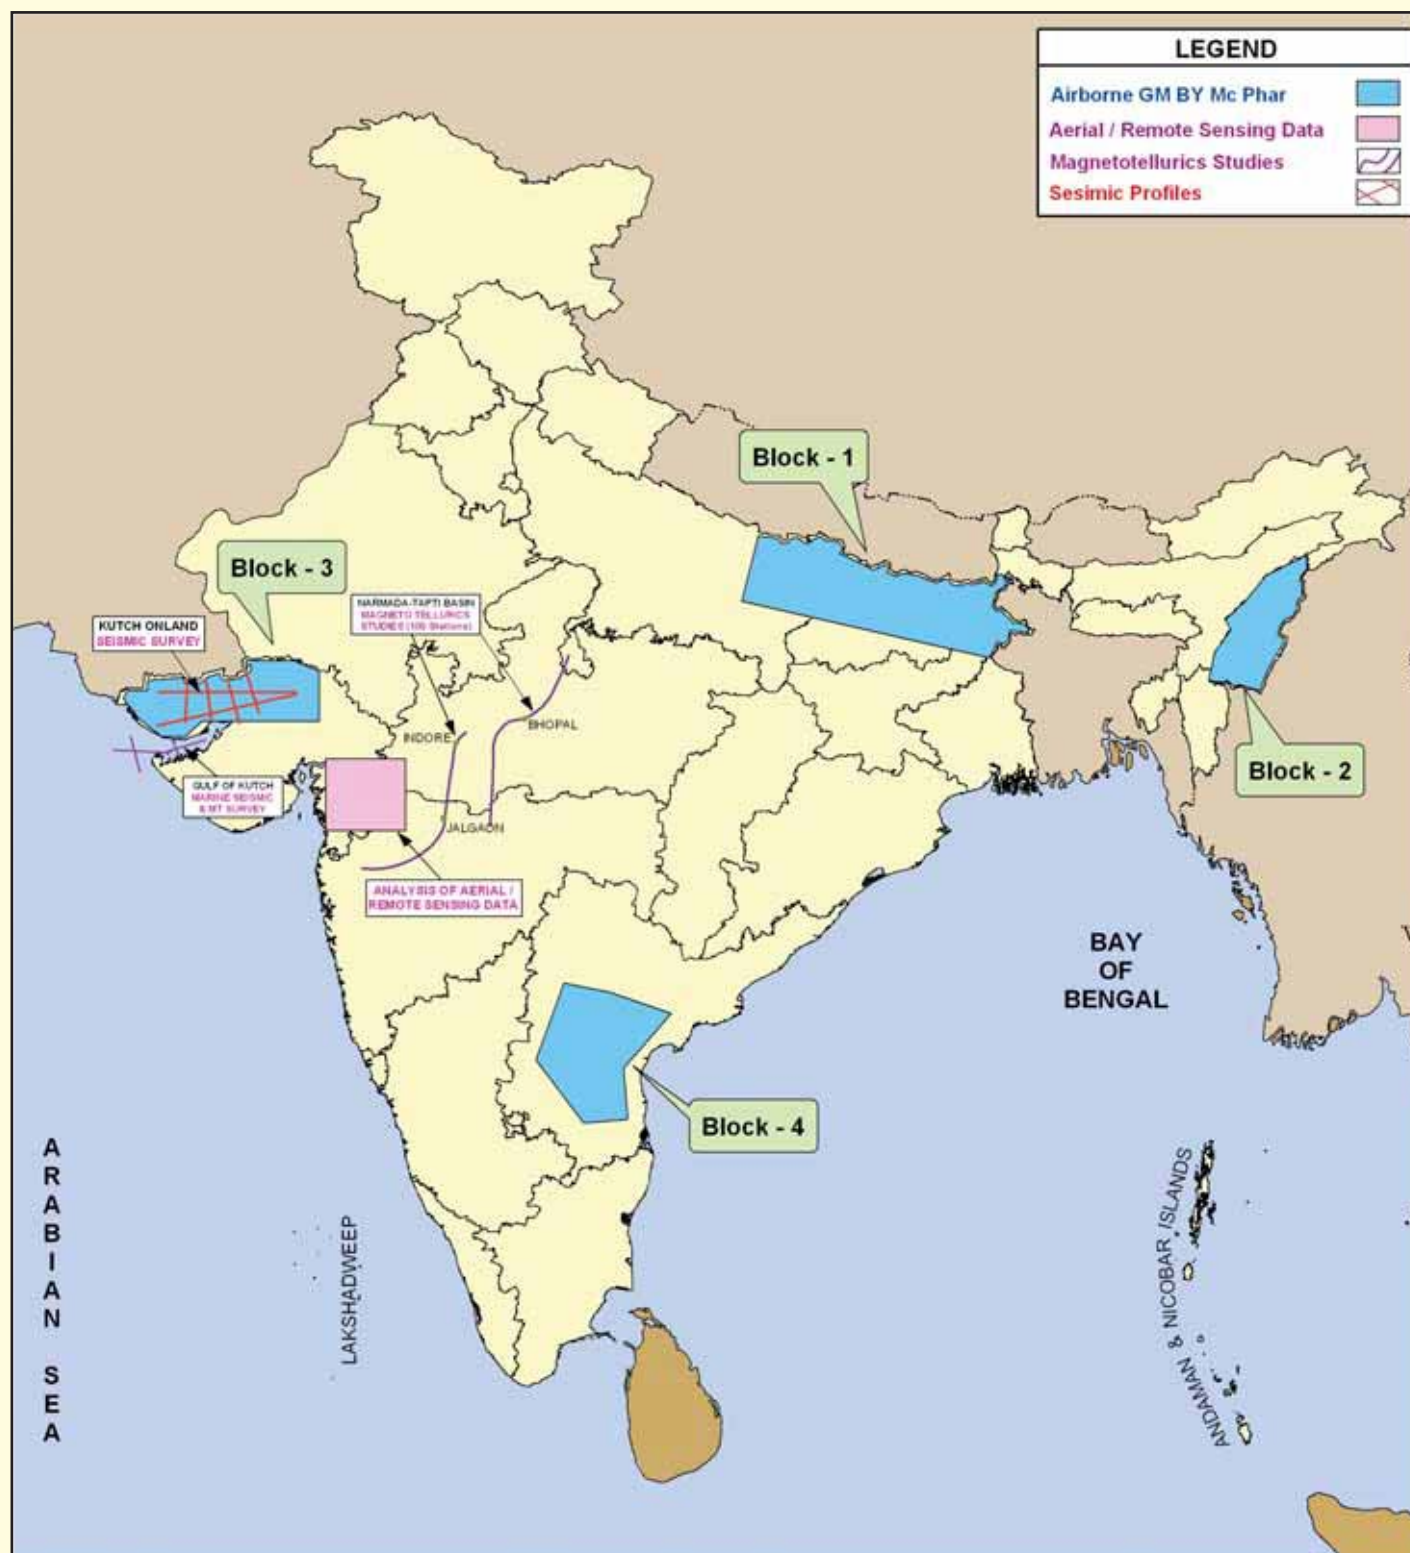 LEGEND
Airborne GM BY Mc Phar
Aerial / Remote Sensing Data
Magnetotellurics Studies
Sesimic Profiles
Block - 1
Block - 3
NARMADA-TAPTI BASIN
MAGNETO TELLURICS
STUDIES (100 Stations)
KUTCH ONLAND
SEISMIC SURVEY
BHOPAL
INDORE
Block - 2
GULF OF KUTCH
MARINE SEISMIC
& MT SURVEY
JALGAON
ANALYSIS OF AERIAL /
REMOTE SENSING DATA
BAY
OF
BENGAL
Block - 4
ARABIAN SEA
LAKSHADWEEP
ANDAMAN & NICOBAR ISLANDS